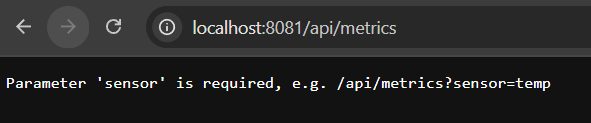 localhost:8081/api/metrics
Parameter 'sensor' is required, e.g. /api/metrics?sensor=temp